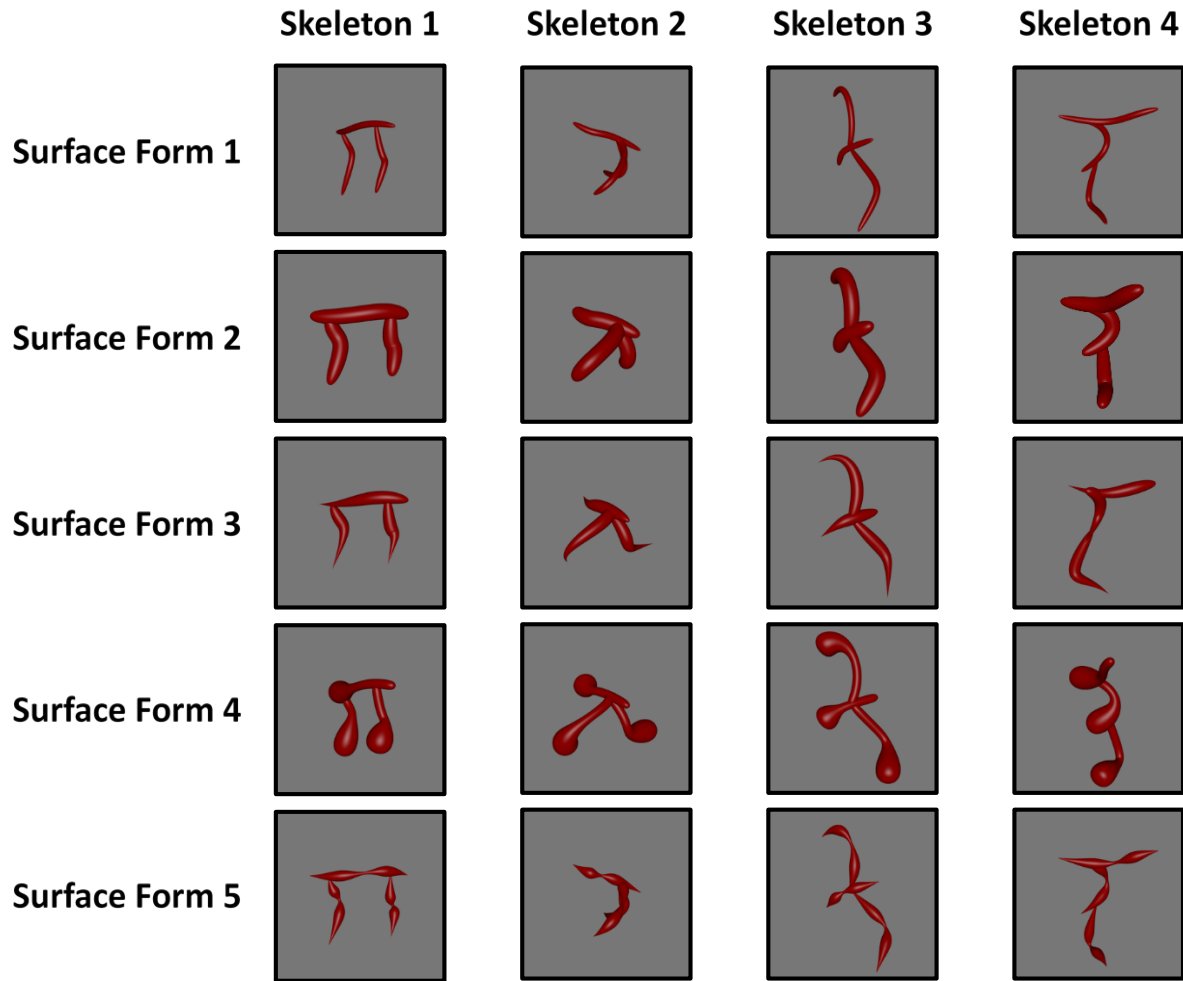 Skeleton 1 Skeleton 2 Skeleton 3 Skeleton 4
Surface Form 1
Surface Form 2
Surface Form 3
Surface Form 4
Surface Form 5